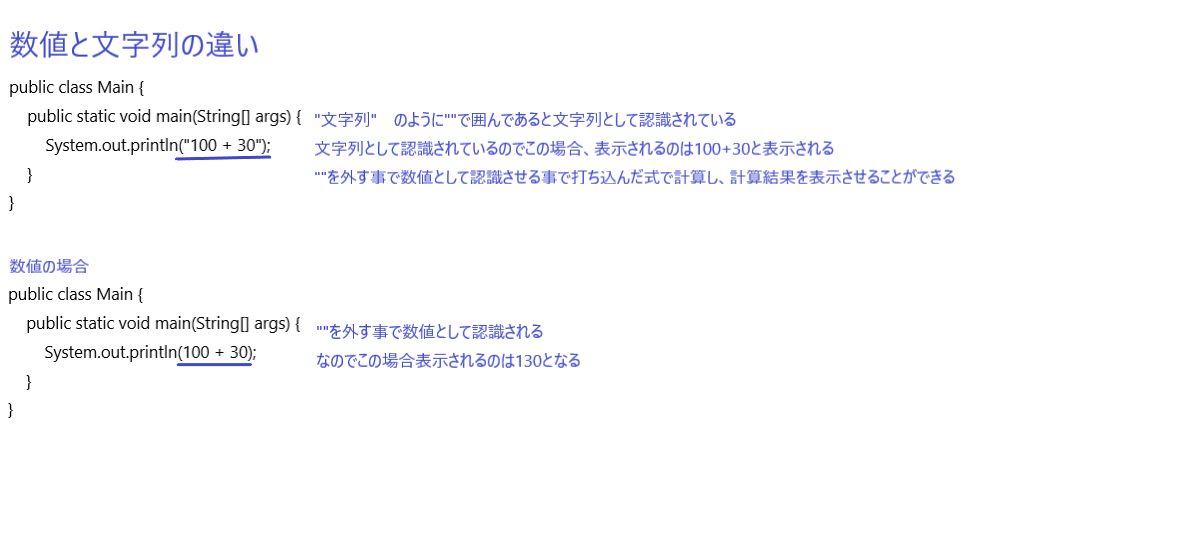 数値と文字列の違い
public class Main {
public static void main(String[] args) { "文字列"　のように""で囲んであると文字列として認識されている
System.out.println("100 + 30"); 文字列として認識されているのでこの場合、表示されるのは100+30と表示される
} ""を外す事で数値として認識させる事で打ち込んだ式で計算し、計算結果を表示させることができる
}
数値の場合
public class Main {
public static void main(String[] args) { ""を外す事で数値として認識される
System.out.println(100 + 30); なのでこの場合表示されるのは130となる
}
}